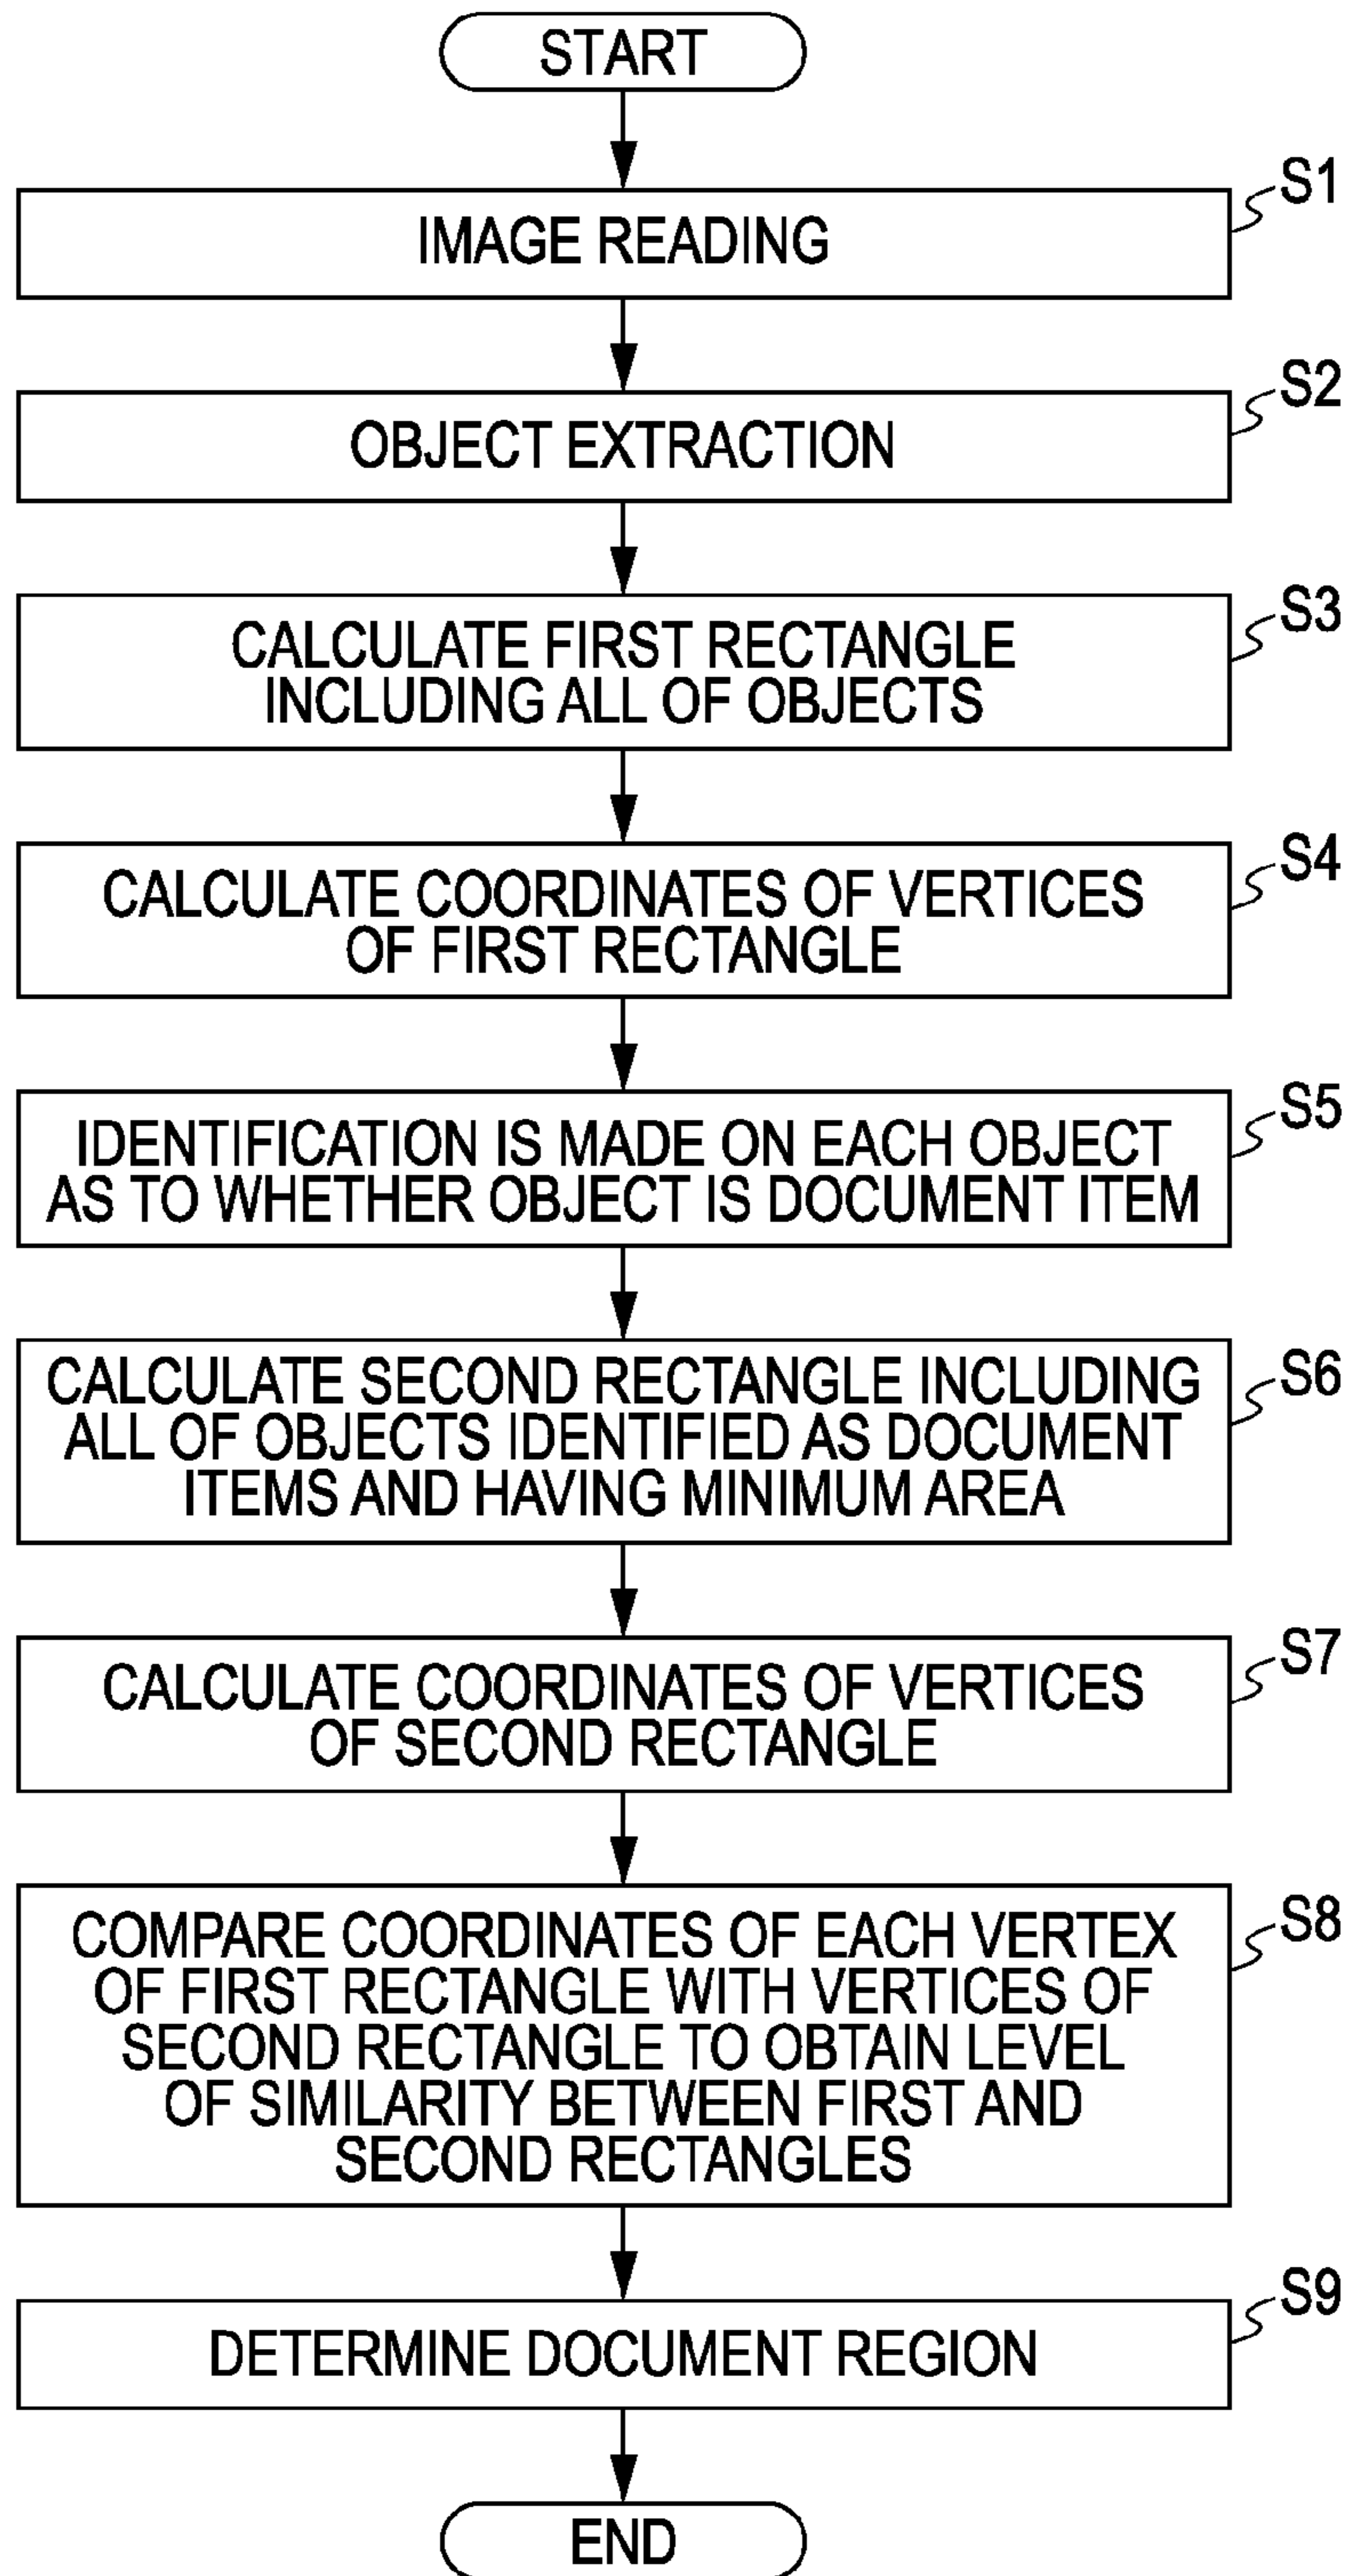 START
S1
IMAGE READING
S2
OBJECT EXTRACTION
S3
CALCULATE FIRST RECTANGLE
INCLUDING ALL OF OBJECTS
S4
CALCULATE COORDINATES OF VERTICES
OF FIRST RECTANGLE
S5
IDENTIFICATION IS MADE ON EACH OBJECT
AS TO WHETHER OBJECT IS DOCUMENT ITEM
S6
CALCULATE SECOND RECTANGLE INCLUDING
ALL OF OBJECTS IDENTIFIED AS DOCUMENT
ITEMS AND HAVING MINIMUM AREA
S7
CALCULATE COORDINATES OF VERTICES
OF SECOND RECTANGLE
S8
COMPARE COORDINATES OF EACH VERTEX
OF FIRST RECTANGLE WITH VERTICES OF
SECOND RECTANGLE TO OBTAIN LEVEL
OF SIMILARITY BETWEEN FIRST AND
SECOND RECTANGLES
S9
DETERMINE DOCUMENT REGION
END